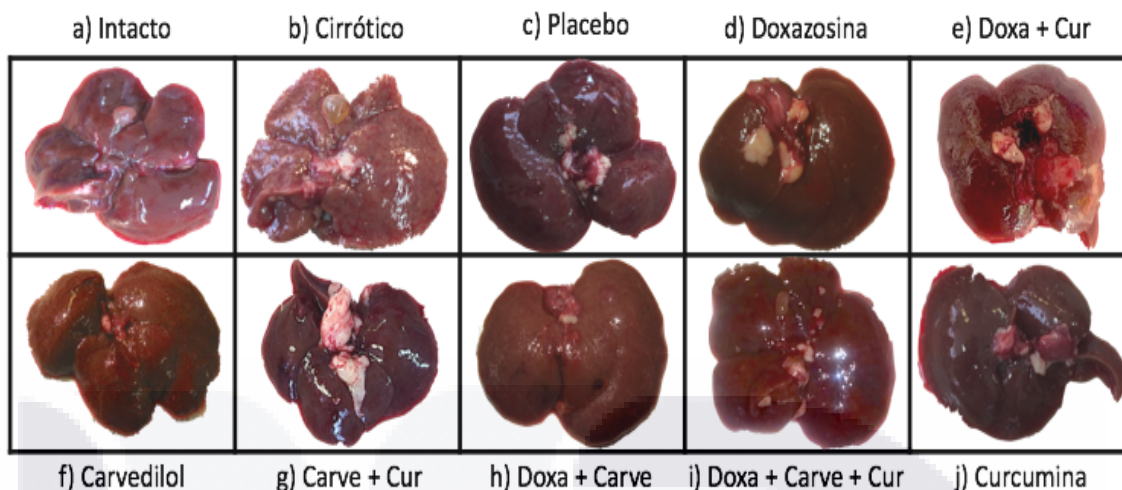 a) Intacto b) Cirrótico c) Placebo d) Doxazosina e) Doxa + Cur
f) Carvedilol g) Carve + Cur h) Doxa + Carve i) Doxa + Carve + Cur j) Curcumina